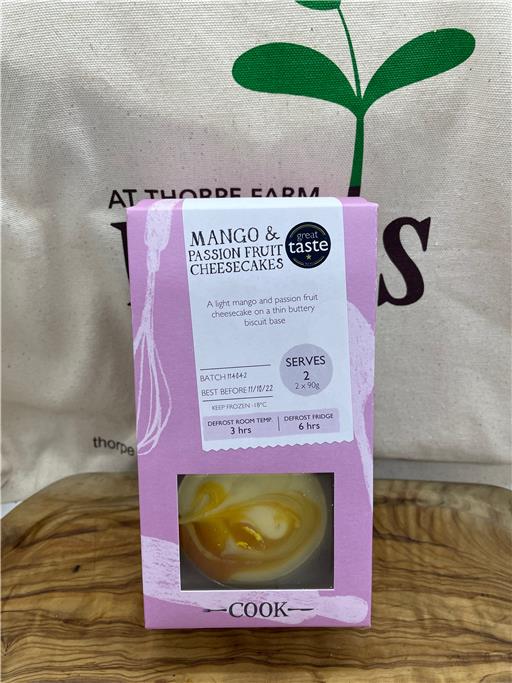 AT THORPE FARM
S
MANGO &
PASSION FRUIT
CHEESECAKES
great
taste
A light mango and passion fruit
cheesecake on a thin buttery
biscuit base
SERVES
2
2 x 90g
BATCH 114842
BEST BEFORE 11/10/22
KEEP FROZEN -18°C
DEFROST ROOM TEMP.
3 hrs
DEFROST FRIDGE
6 hrs
thorpe
COOK